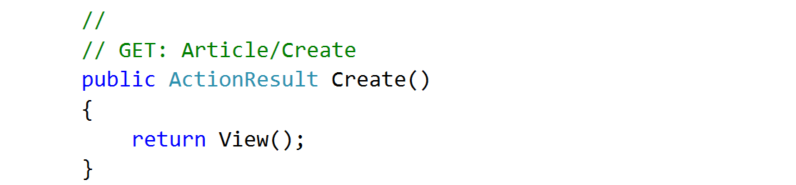 //
// GET: Article/Create
public ActionResult Create()
{
    return View();
}